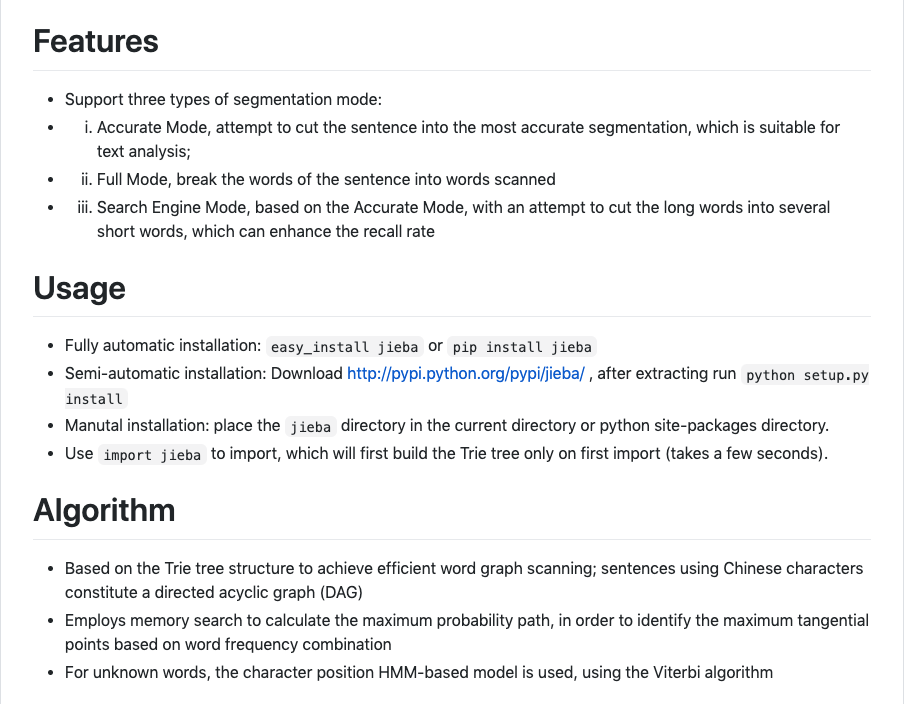 Features
• Support three types of segmentation mode:
• i. Accurate Mode, attempt to cut the sentence into the most accurate segmentation, which is suitable for
text analysis;
• ii. Full Mode, break the words of the sentence into words scanned
• iii. Search Engine Mode, based on the Accurate Mode, with an attempt to cut the long words into several
short words, which can enhance the recall rate
Usage
• Fully automatic installation: easy_install jieba or pip install jieba
• Semi-automatic installation: Download http://pypi.python.org/pypi/jieba/ , after extracting run python setup.py
install
• Manutal installation: place the jieba directory in the current directory or python site-packages directory.
• Use import jieba to import, which will first build the Trie tree only on first import (takes a few seconds).
Algorithm
• Based on the Trie tree structure to achieve efficient word graph scanning; sentences using Chinese characters
constitute a directed acyclic graph (DAG)
• Employs memory search to calculate the maximum probability path, in order to identify the maximum tangential
points based on word frequency combination
• For unknown words, the character position HMM-based model is used, using the Viterbi algorithm